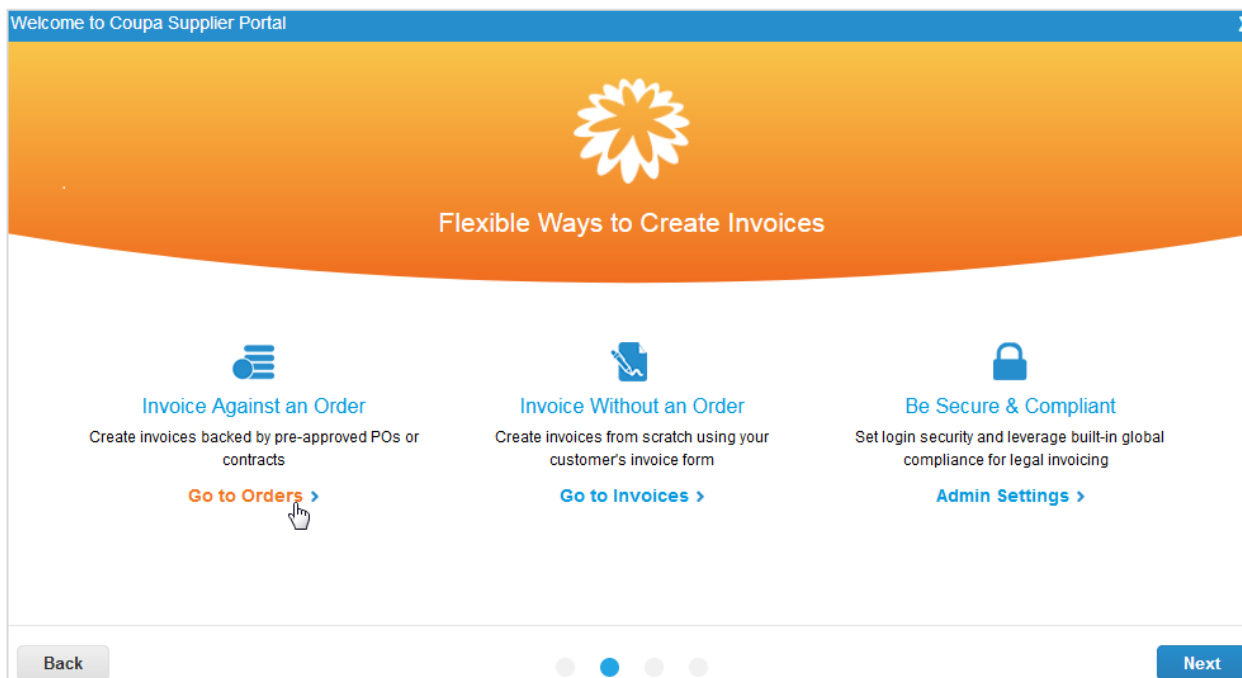 Welcome to Coupa Supplier Portal
Flexible Ways to Create Invoices
Invoice Against an Order
Create invoices backed by pre-approved POs or
contracts
Go to Orders >
Invoice Without an Order
Create invoices from scratch using your
customer's invoice form
Go to Invoices >
Be Secure & Compliant
Set login security and leverage built-in global
compliance for legal invoicing
Admin Settings >
Back
Next